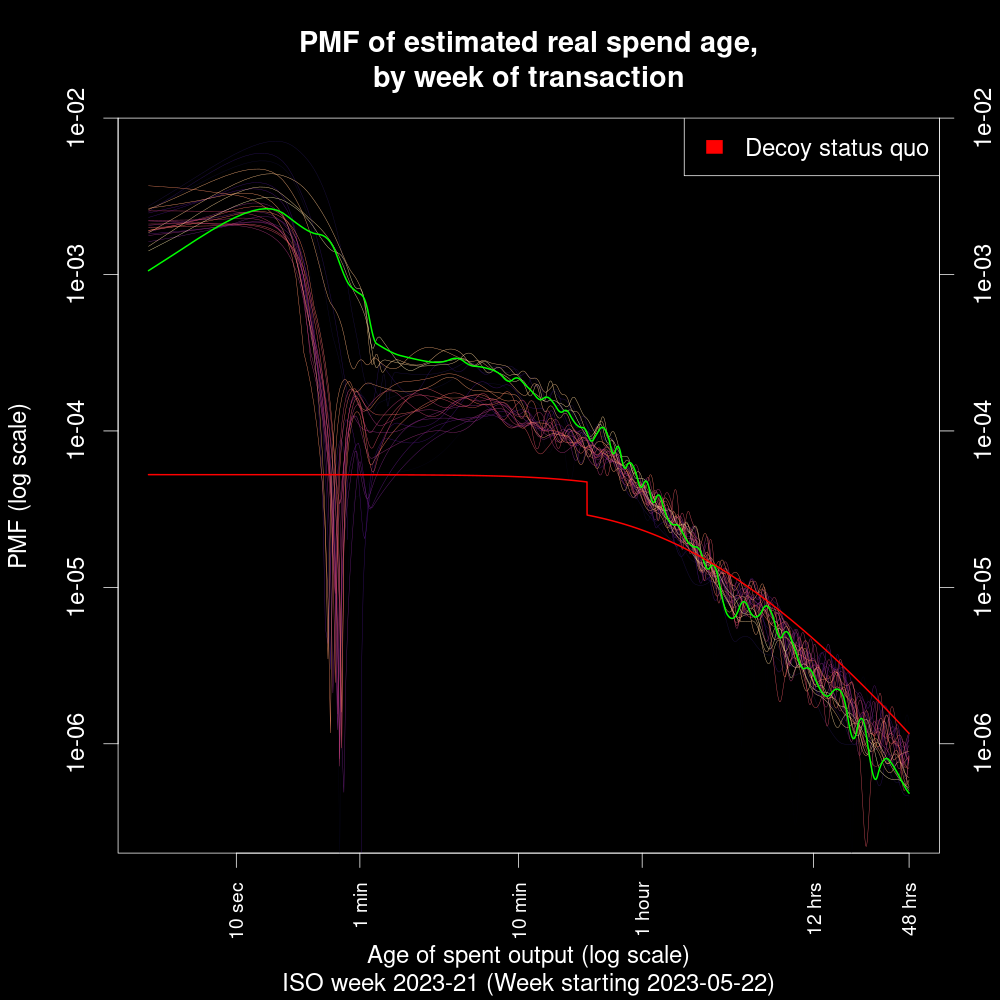 PMF of estimated real spend age,
by week of transaction
Decoy status quo
1e-02
1e-03
1e-04
1e-05
1e-06
1e-02
1e-03
1e-04
1e-05
1e-06
PMF (log scale)
10 sec
1 min
10 min
1 hour
12 hrs
48 hrs
Age of spent output (log scale)
ISO week 2023-21 (Week starting 2023-05-22)